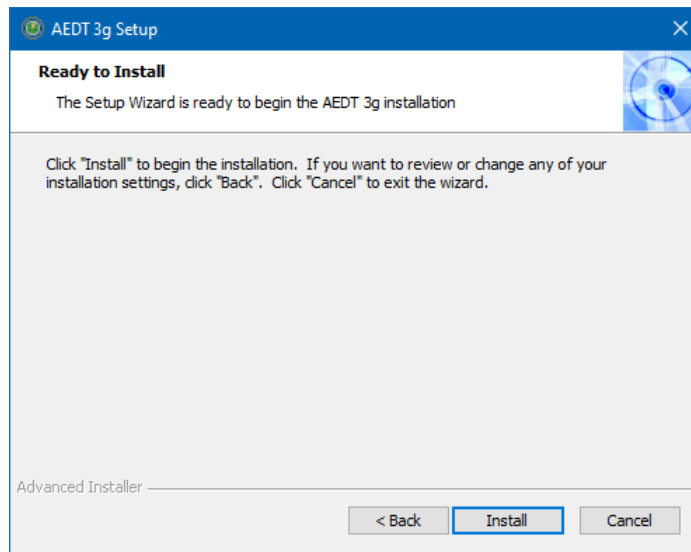 AEDT 3g Setup
Ready to Install
The Setup Wizard is ready to begin the AEDT 3g installation
Click "Install" to begin the installation. If you want to review or change any of your
installation settings, click "Back". Click "Cancel" to exit the wizard.
Advanced Installer
< Back
Install
Cancel